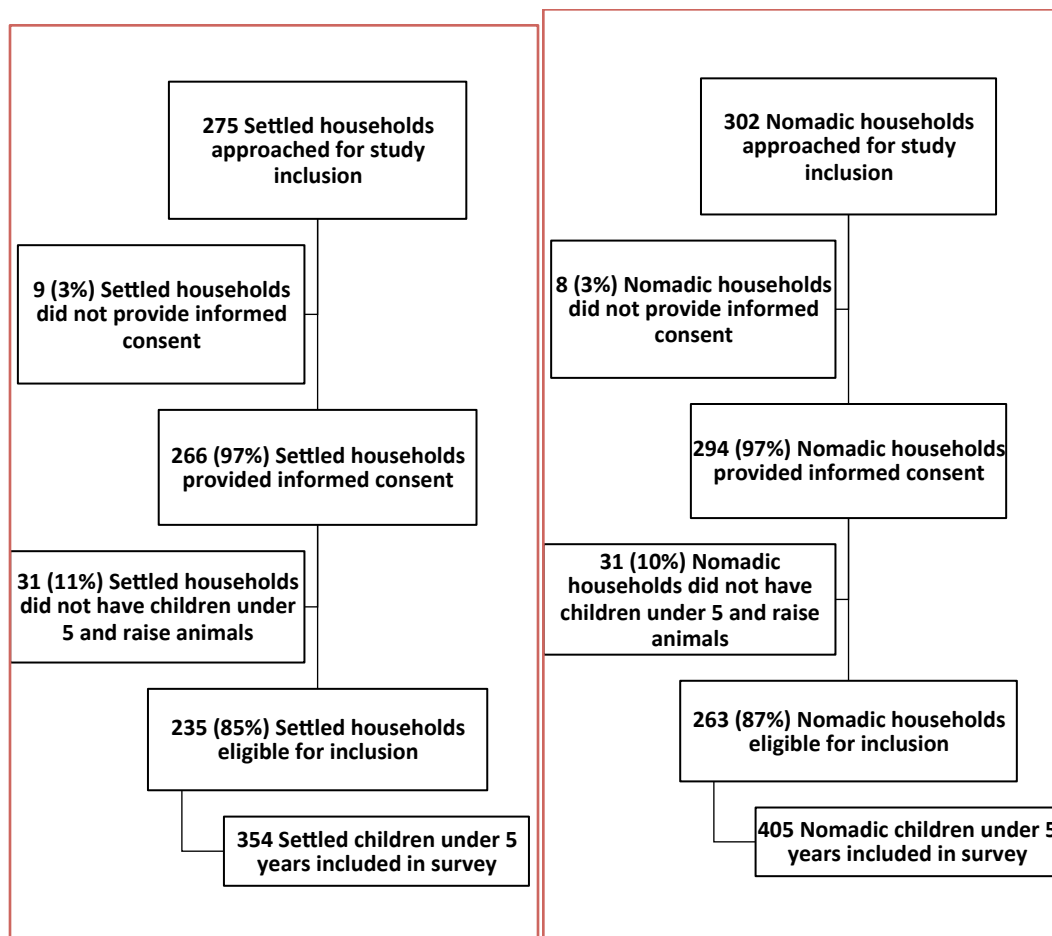 275 Settled households
approached for study
inclusion
9 (3%) Settled households
did not provide informed
consent
266 (97%) Settled households
provided informed consent
31 (11%) Settled households
did not have children under
5 and raise animals
235 (85%) Settled households
eligible for inclusion
354 Settled children under 5
years included in survey
302 Nomadic households
approached for study
inclusion
8 (3%) Nomadic households
did not provide informed
consent
294 (97%) Nomadic households
provided informed consent
31 (10%) Nomadic
households did not have
children under 5 and raise
animals
263 (87%) Nomadic households
eligible for inclusion
405 Nomadic children under 5
years included in survey